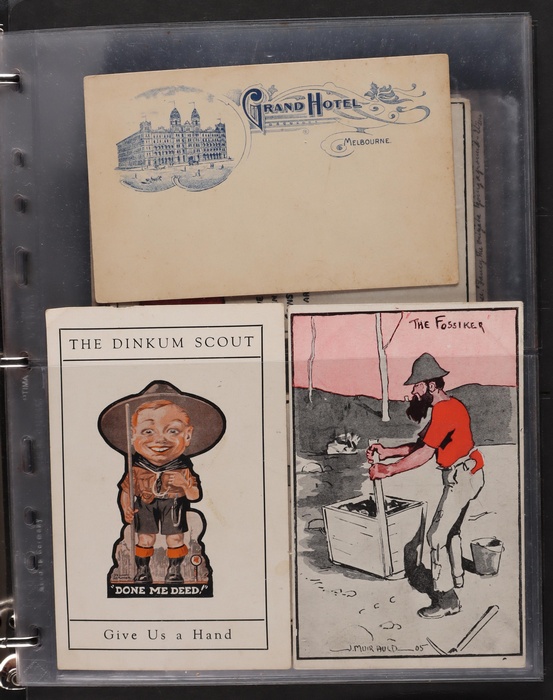 GRAND HOTEL
MELBOURNE.
THE DINKUM SCOUT
"DONE ME DEED!"
Give Us a Hand
THE FOSSIKER
J. MUIR AULD 05